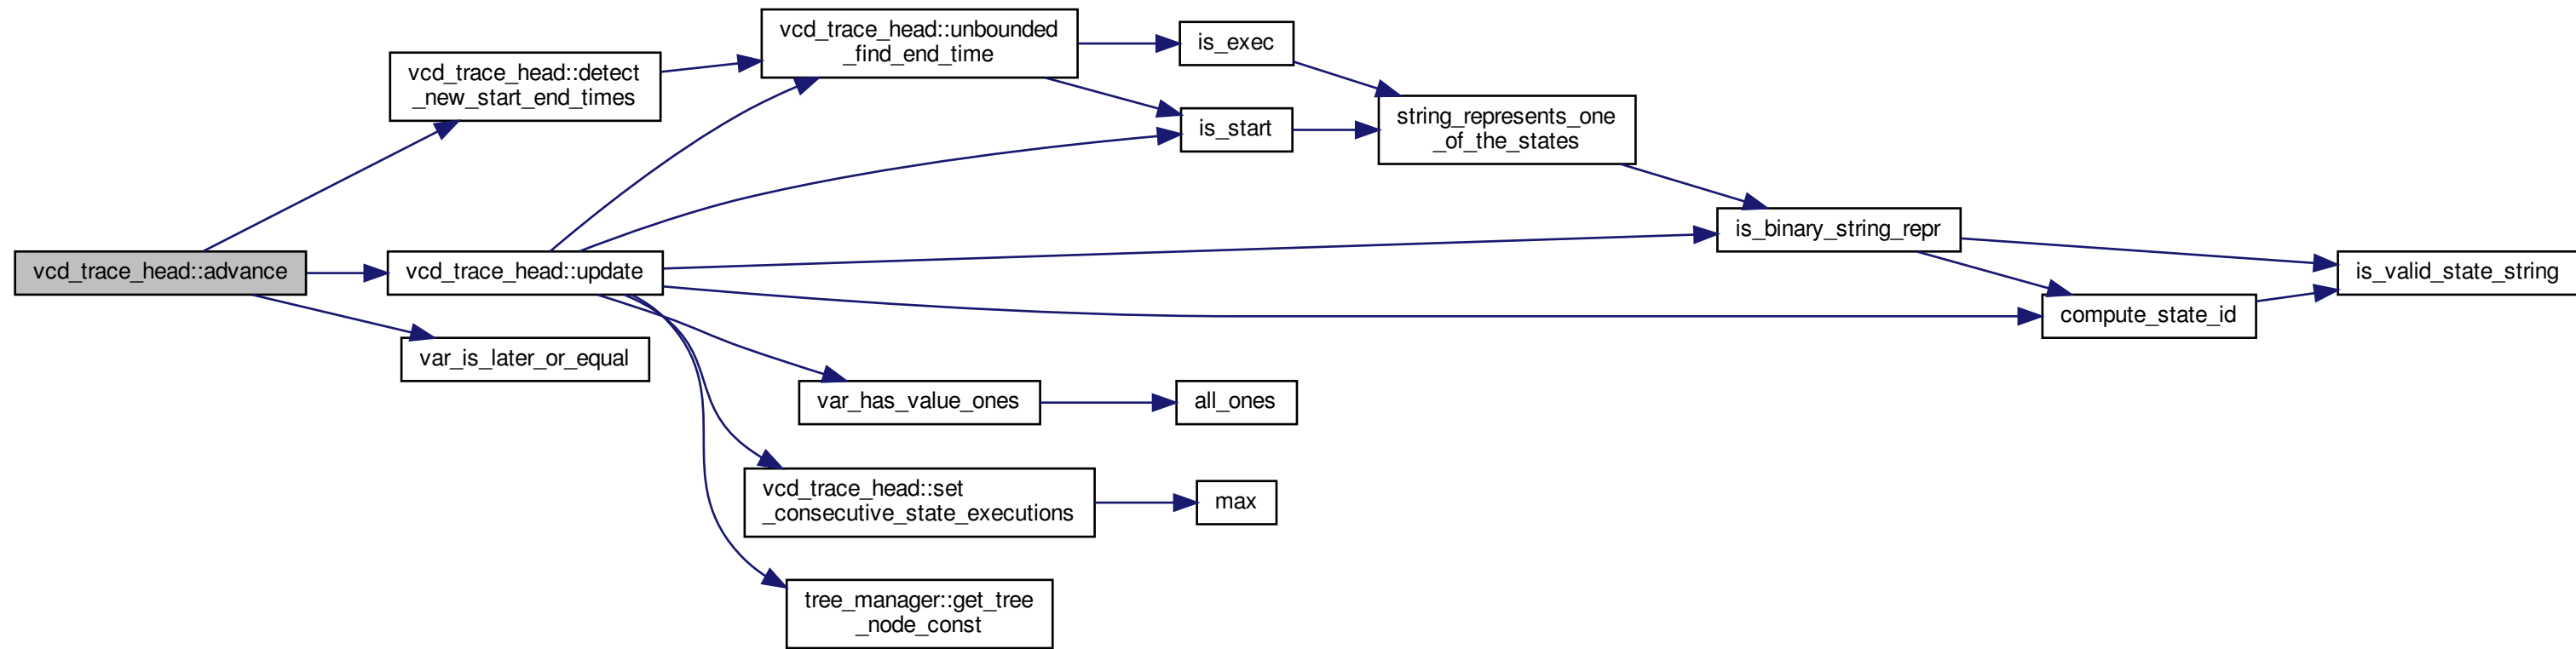 vcd_trace_head::advance
vcd_trace_head::detect
_new_start_end_times
vcd_trace_head::update
var_is_later_or_equal
vcd_trace_head::unbounded
_find_end_time
is_exec
is_start
string_represents_one
_of_the_states
is_binary_string_repr
is_valid_state_string
compute_state_id
var_has_value_ones
all_ones
vcd_trace_head::set
_consecutive_state_executions
max
tree_manager::get_tree
_node_const